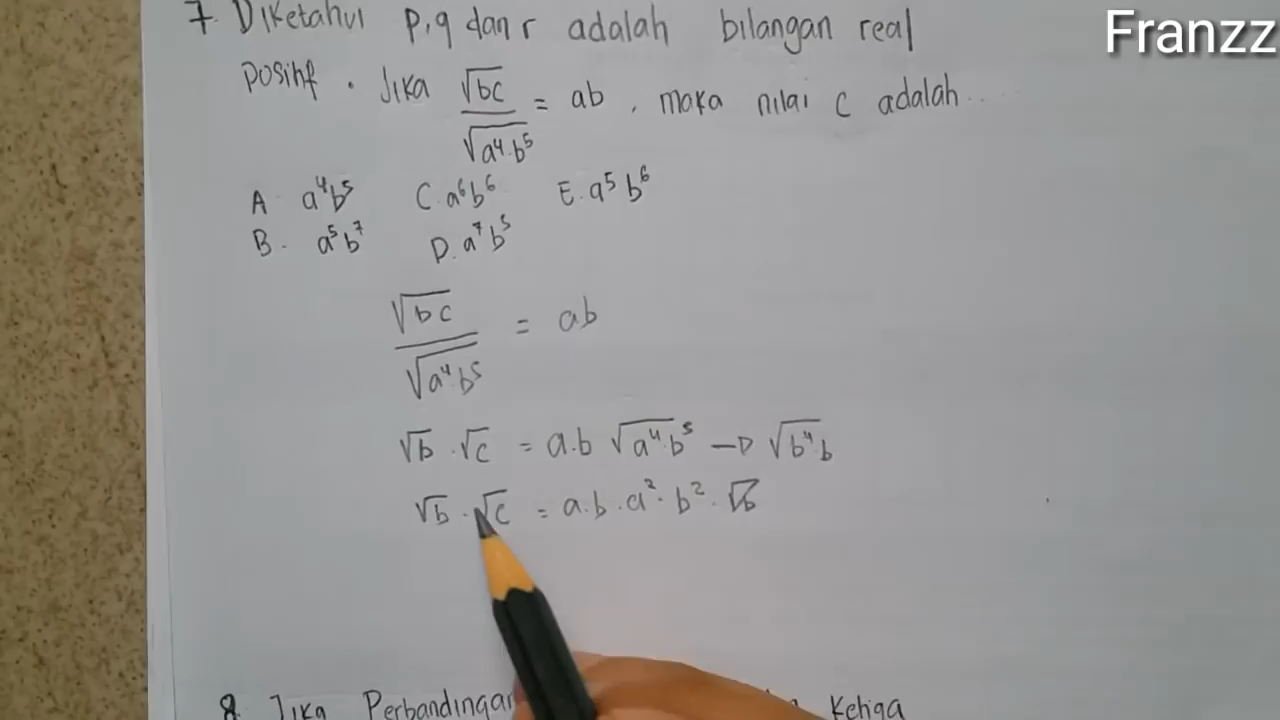 Franzz
7. Diketahui p,q dan r adalah bilangan real
Positif. Jika √bc / √a⁴.b⁵ = ab, maka nilai c adalah...
A. a⁴b⁵ C. a⁶b⁶ E. a⁵b⁶
B. a⁵b⁷ D. a⁷b⁵
√bc / √a⁴b⁵ = ab
√b . √c = a.b √a⁴.b⁵ → √b⁴.b
√b . √c = a.b.a².b².√b
8. Jika Perbandingan Ketiga